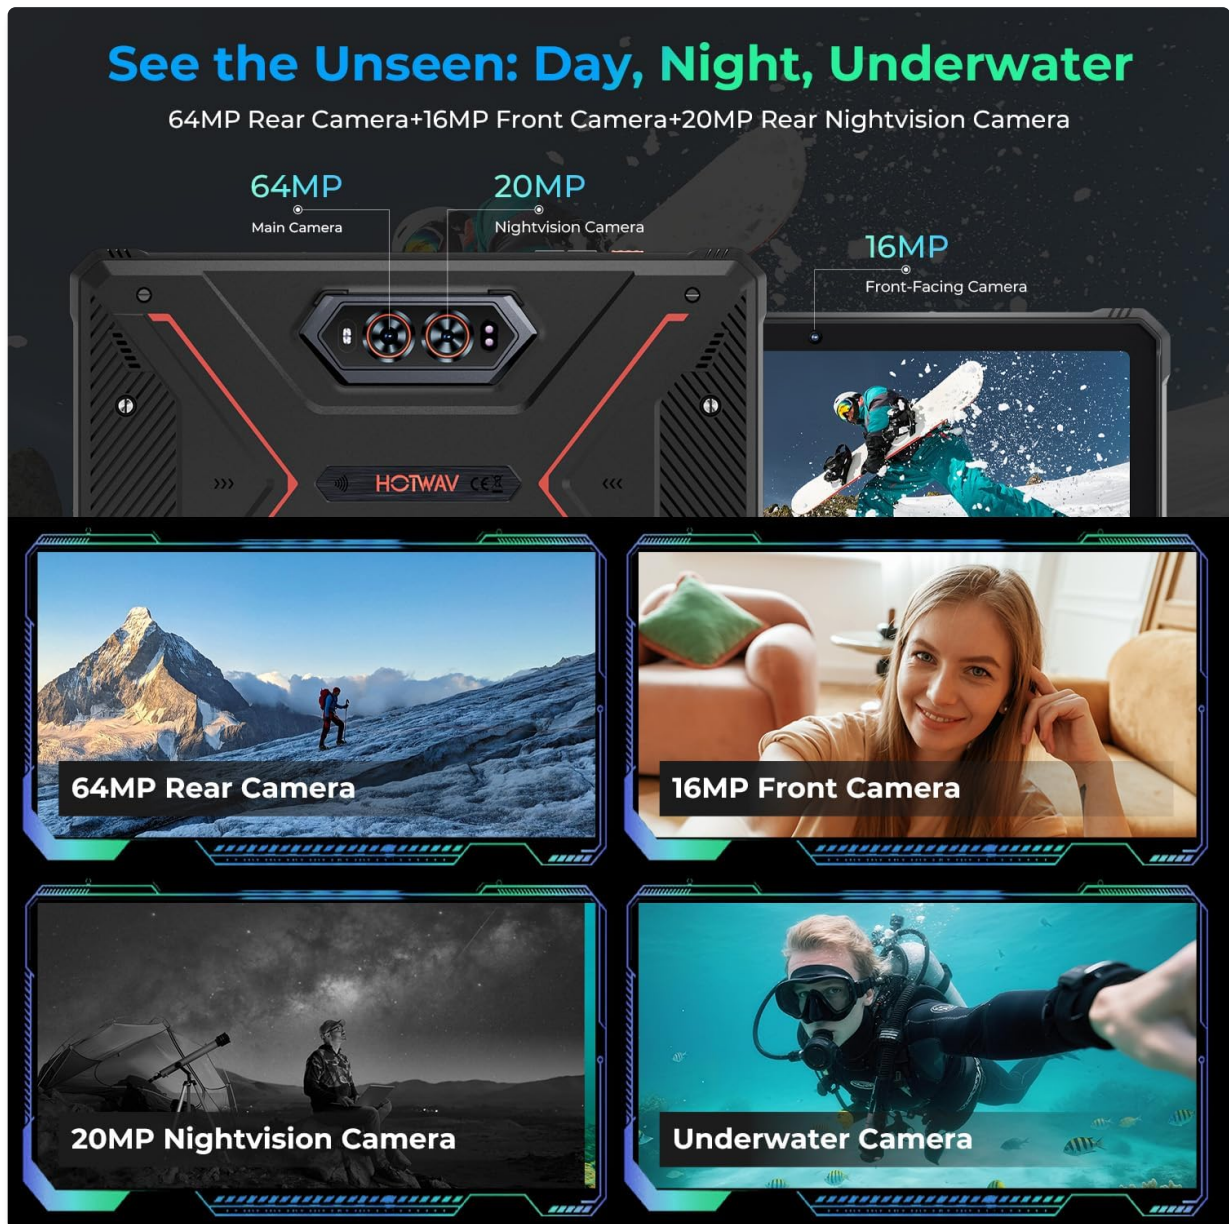 See the Unseen: Day, Night, Underwater
64MP Rear Camera+16MP Front Camera+20MP Rear Nightvision Camera
64MP
Main Camera
20MP
Nightvision Camera
16MP
Front-Facing Camera
HOTWAV CE
64MP Rear Camera
16MP Front Camera
20MP Nightvision Camera
Underwater Camera